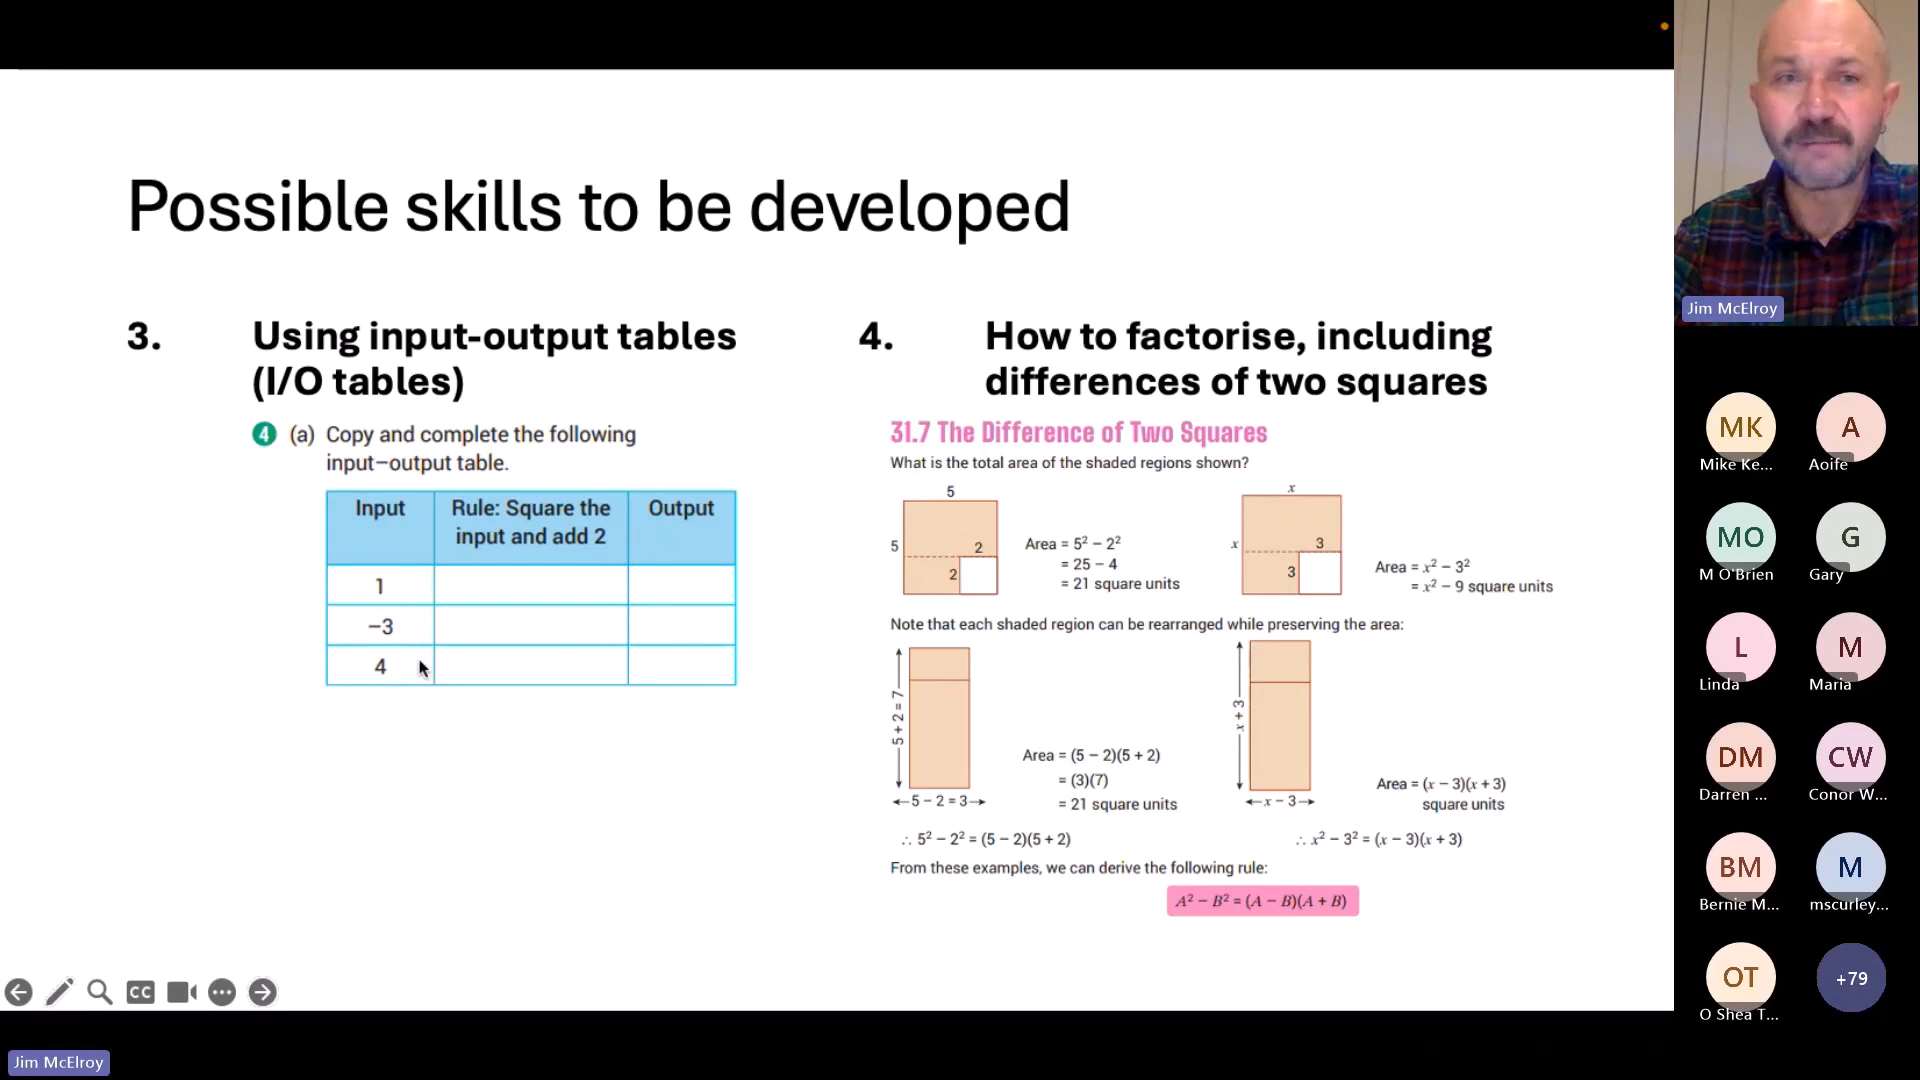 Possible skills to be developed
3. Using input-output tables
(I/O tables)
4 (a) Copy and complete the following
input–output table.
Input
Rule: Square the
input and add 2
Output
1
−3
4
4. How to factorise, including
differences of two squares
31.7 The Difference of Two Squares
What is the total area of the shaded regions shown?
5
5
2
2
Area = 5² − 2²
= 25 − 4
= 21 square units
x
x
3
3
Area = x² − 3²
= x² − 9 square units
Note that each shaded region can be rearranged while preserving the area:
5 + 2 = 7
5 − 2 = 3
Area = (5 − 2)(5 + 2)
= (3)(7)
= 21 square units
x + 3
x − 3
Area = (x − 3)(x + 3)
square units
∴ 5² − 2² = (5 − 2)(5 + 2)
∴ x² − 3² = (x − 3)(x + 3)
From these examples, we can derive the following rule:
A² − B² = (A − B)(A + B)
CC
Jim McElroy
Jim McElroy
MK
Mike Ke...
A
Aoife
MO
M O'Brien
G
Gary
L
Linda
M
Maria
DM
Darren ...
CW
Conor W...
BM
Bernie M...
M
mscurley...
OT
O Shea T...
+79